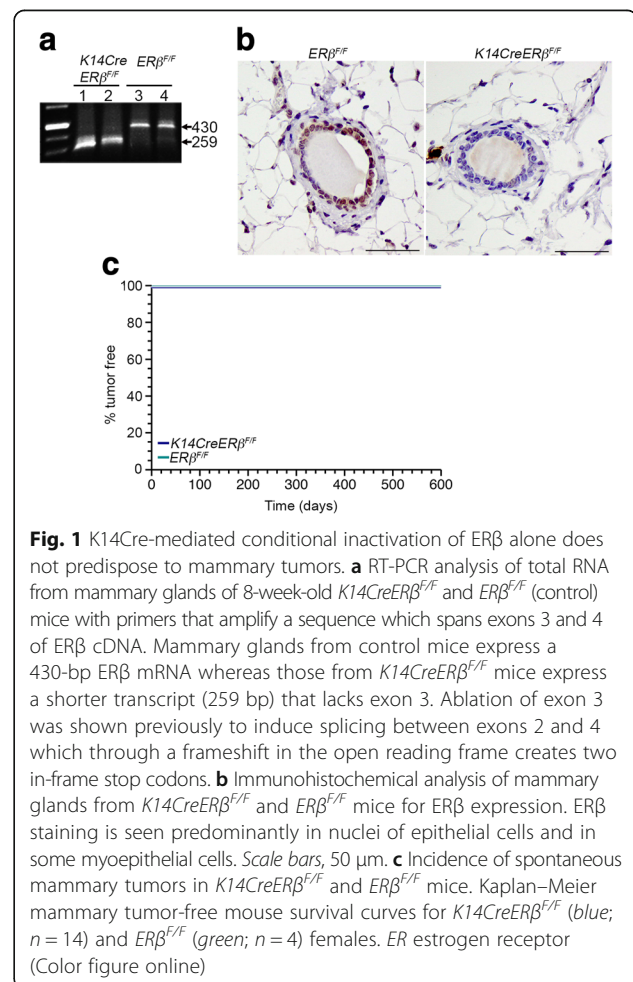 a
K14Cre
ERβF/F ERβF/F
1 2 3 4
430
259
b
ERβF/F K14CreERβF/F
c
100
80
60
40
20
0
% tumor free
K14CreERβF/F
ERβF/F
0 100 200 300 400 500 600
Time (days)
Fig. 1 K14Cre-mediated conditional inactivation of ERβ alone does
not predispose to mammary tumors. a RT-PCR analysis of total RNA
from mammary glands of 8-week-old K14CreERβF/F and ERβF/F (control)
mice with primers that amplify a sequence which spans exons 3 and 4
of ERβ cDNA. Mammary glands from control mice express a
430-bp ERβ mRNA whereas those from K14CreERβF/F mice express
a shorter transcript (259 bp) that lacks exon 3. Ablation of exon 3
was shown previously to induce splicing between exons 2 and 4
which through a frameshift in the open reading frame creates two
in-frame stop codons. b Immunohistochemical analysis of mammary
glands from K14CreERβF/F and ERβF/F mice for ERβ expression. ERβ
staining is seen predominantly in nuclei of epithelial cells and in
some myoepithelial cells. Scale bars, 50 μm. c Incidence of spontaneous
mammary tumors in K14CreERβF/F and ERβF/F mice. Kaplan–Meier
mammary tumor-free mouse survival curves for K14CreERβF/F (blue;
n = 14) and ERβF/F (green; n = 4) females. ER estrogen receptor
(Color figure online)